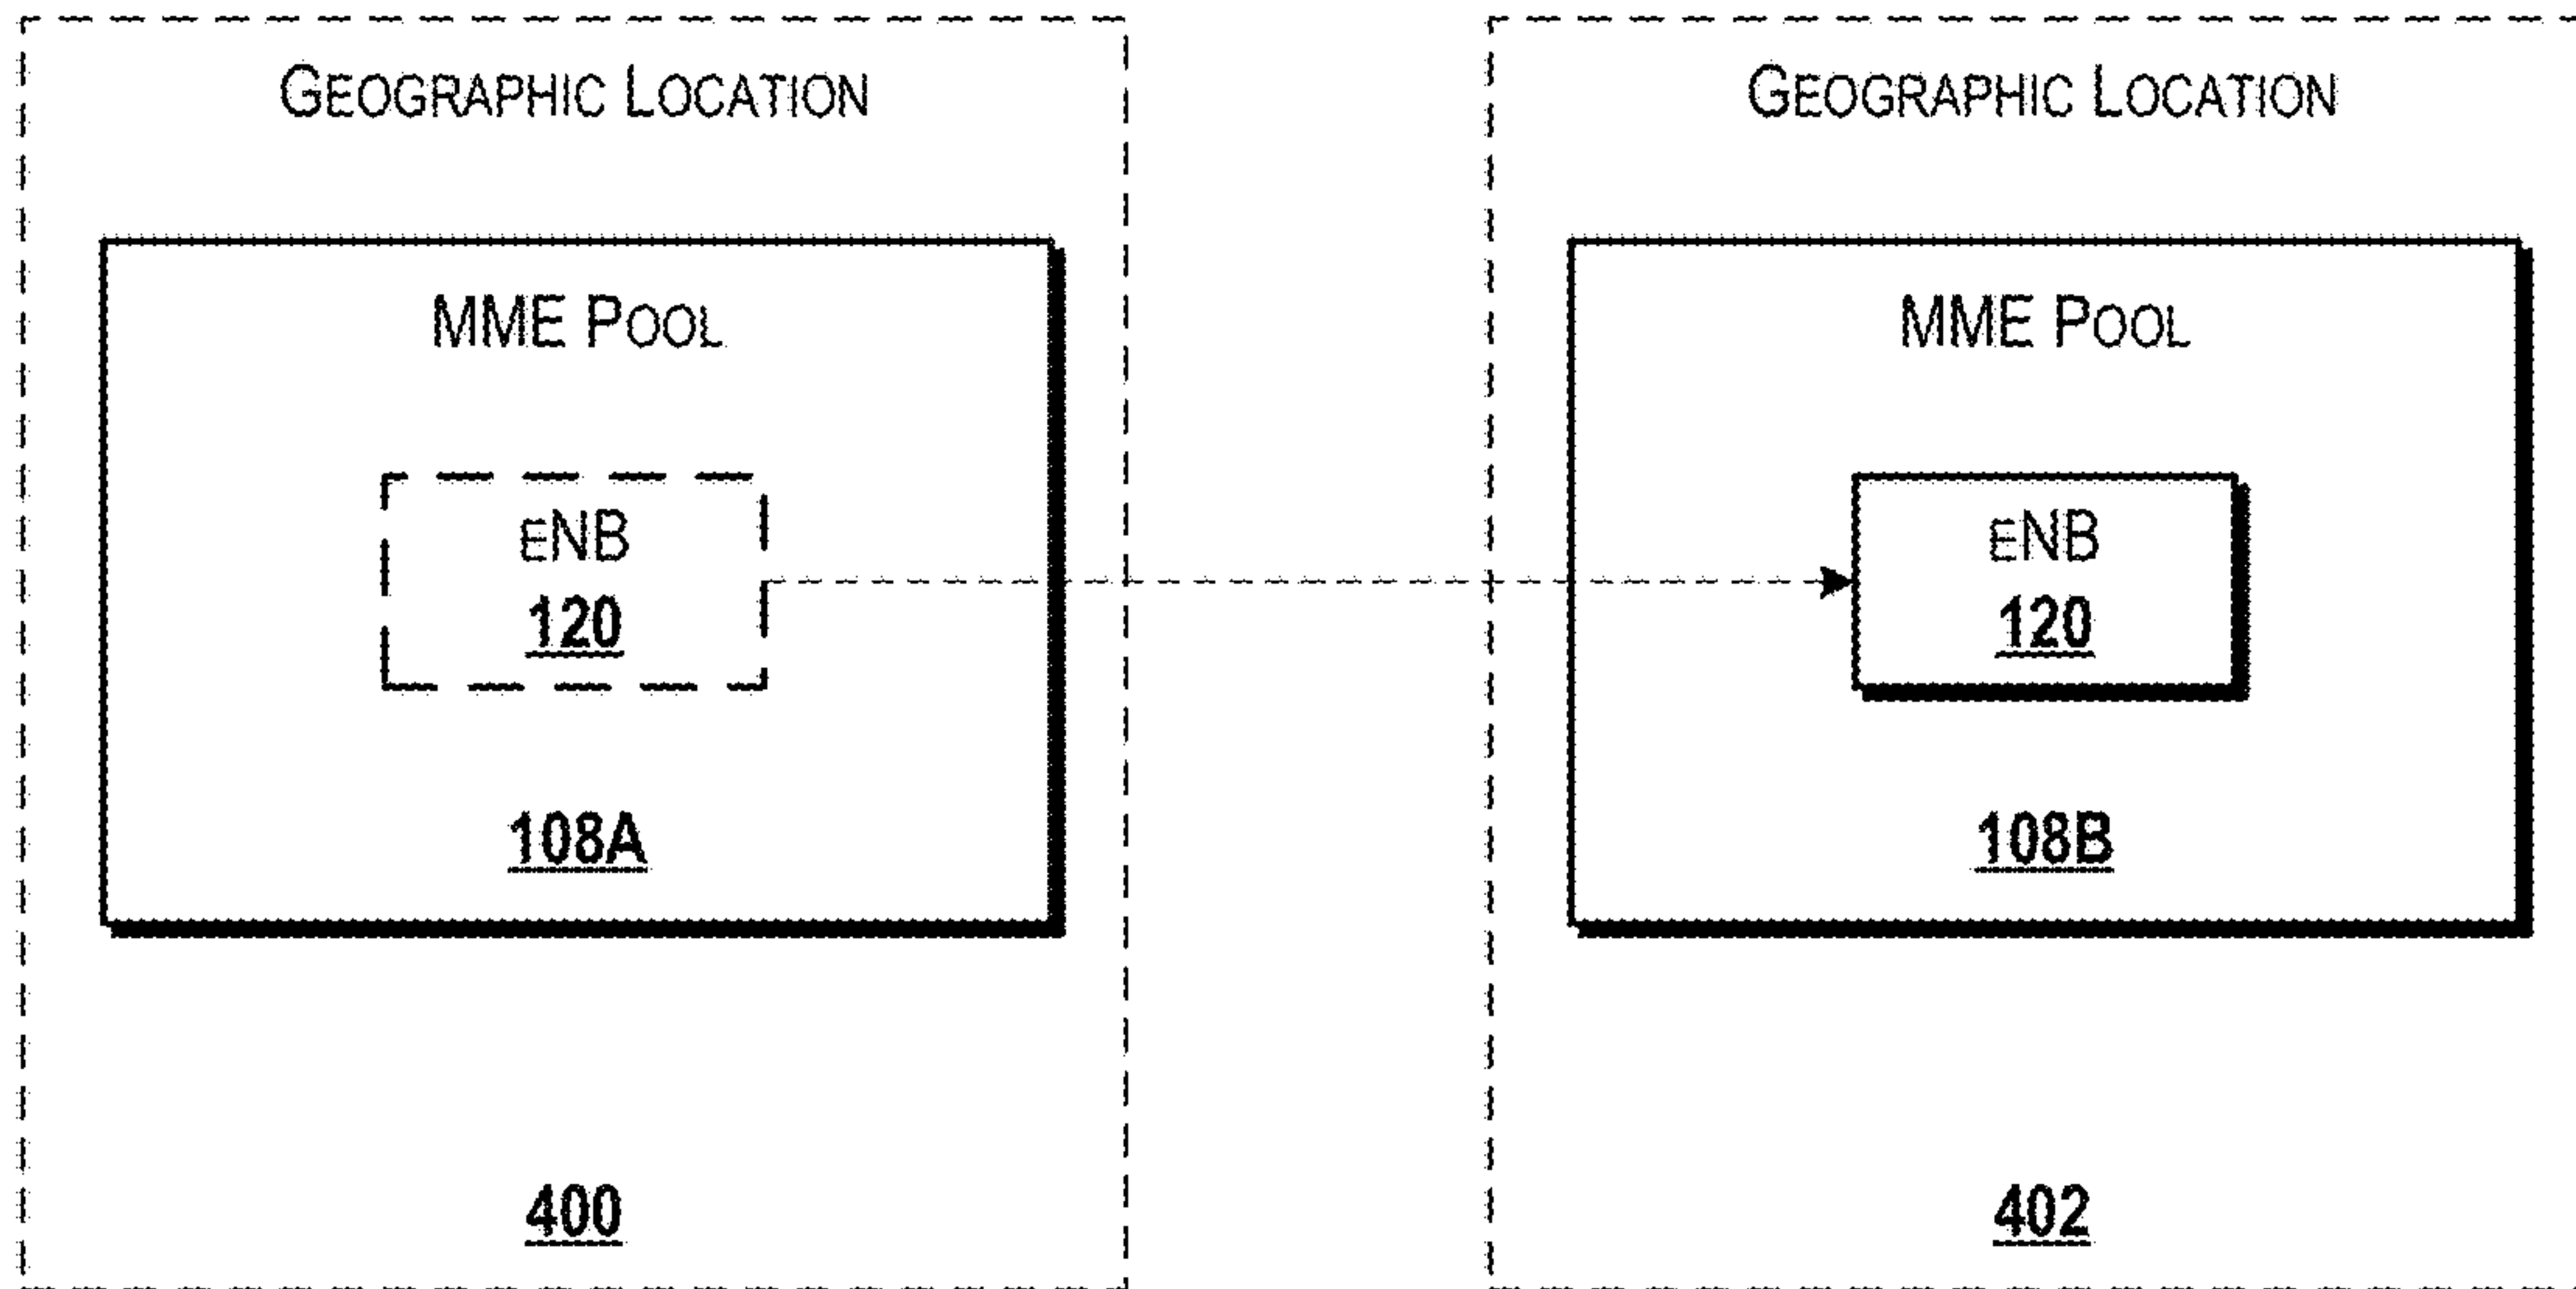 GEOGRAPHIC LOCATION
MME POOL
ENB
120
108A
400
GEOGRAPHIC LOCATION
MME POOL
ENB
120
108B
402